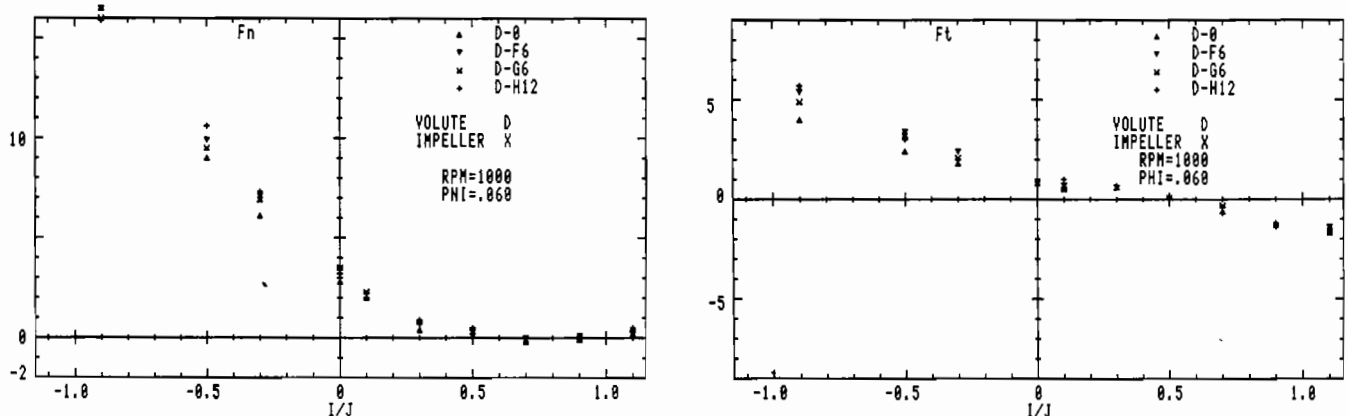 Fn
D-0
D-F6
D-G6
D-H12
VOLUTE D
IMPELLER X
RPM=1000
PHI=.060
10
0
-2
-1.0 -0.5 0 0.5 1.0
I/J
Ft
D-0
D-F6
D-G6
D-H12
VOLUTE D
IMPELLER X
RPM=1000
PHI=.060
5
0
-5
-1.0 -0.5 0 0.5 1.0
I/J